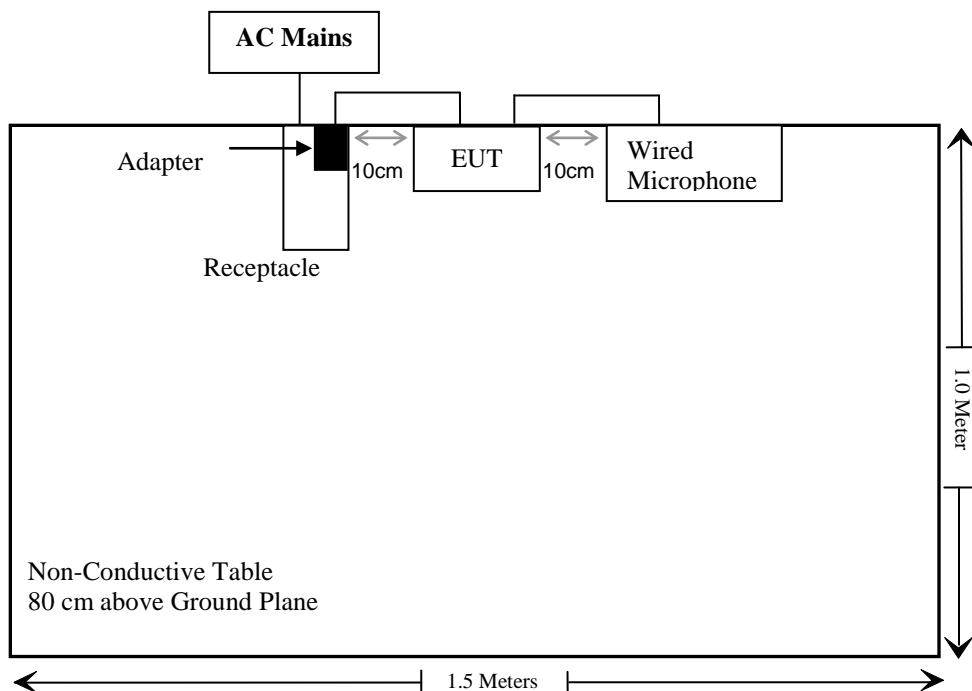 AC Mains
Adapter
10cm
EUT
10cm
Wired
Microphone
Receptacle
1.0 Meter
Non-Conductive Table
80 cm above Ground Plane
1.5 Meters